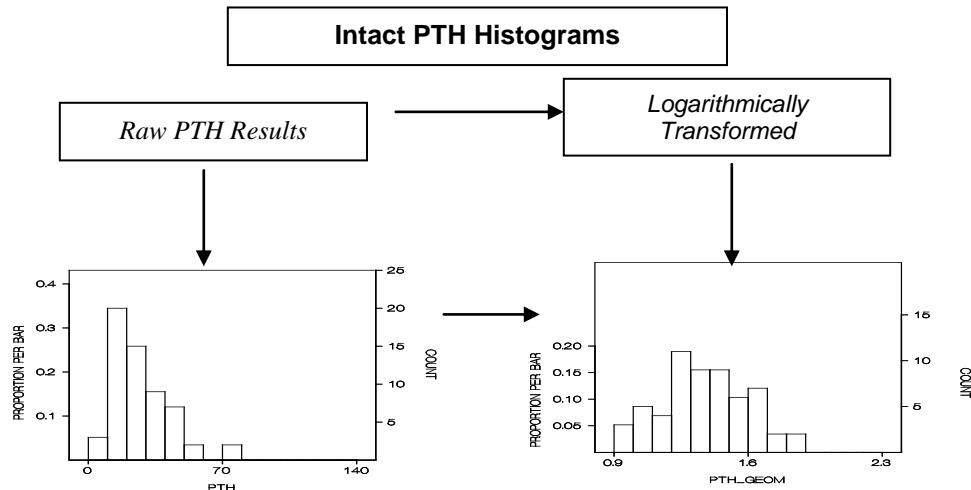 Intact PTH Histograms
Raw PTH Results
Logarithmically
Transformed
0.4
0.3
0.2
0.1
PROPORTION PER BAR
25
20
15
10
5
COUNT
0
70
140
PTH
0.20
0.15
0.10
0.05
PROPORTION PER BAR
15
10
5
COUNT
0.9
1.6
2.3
PTH_GEOM